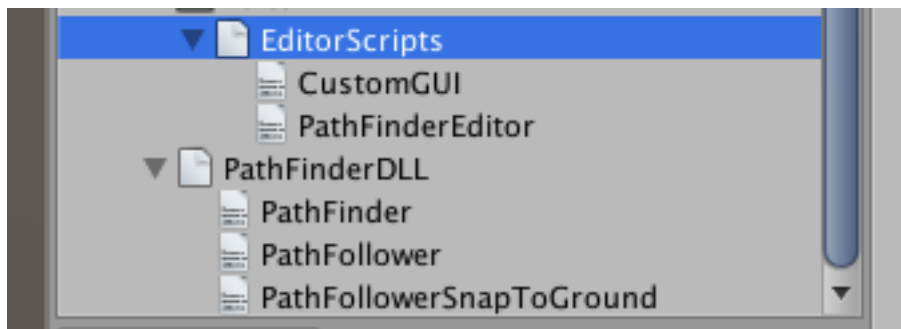 EditorScripts
CustomGUI
PathFinderEditor
PathFinderDLL
PathFinder
PathFollower
PathFollowerSnapToGround